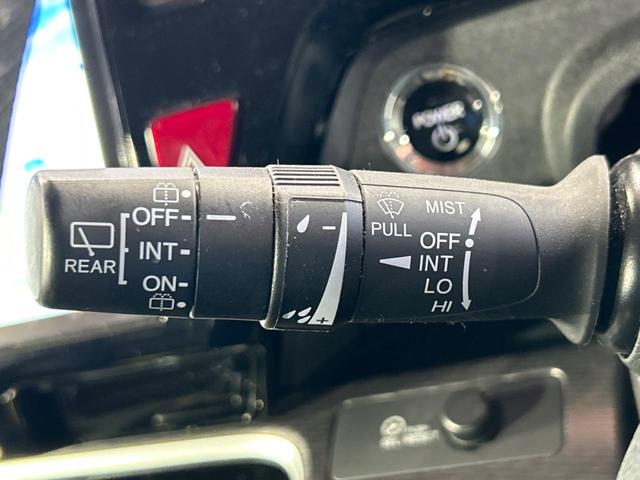 POWER
OFF
INT
REAR
ON
-
+
PULL
MIST
OFF
INT
LO
HI